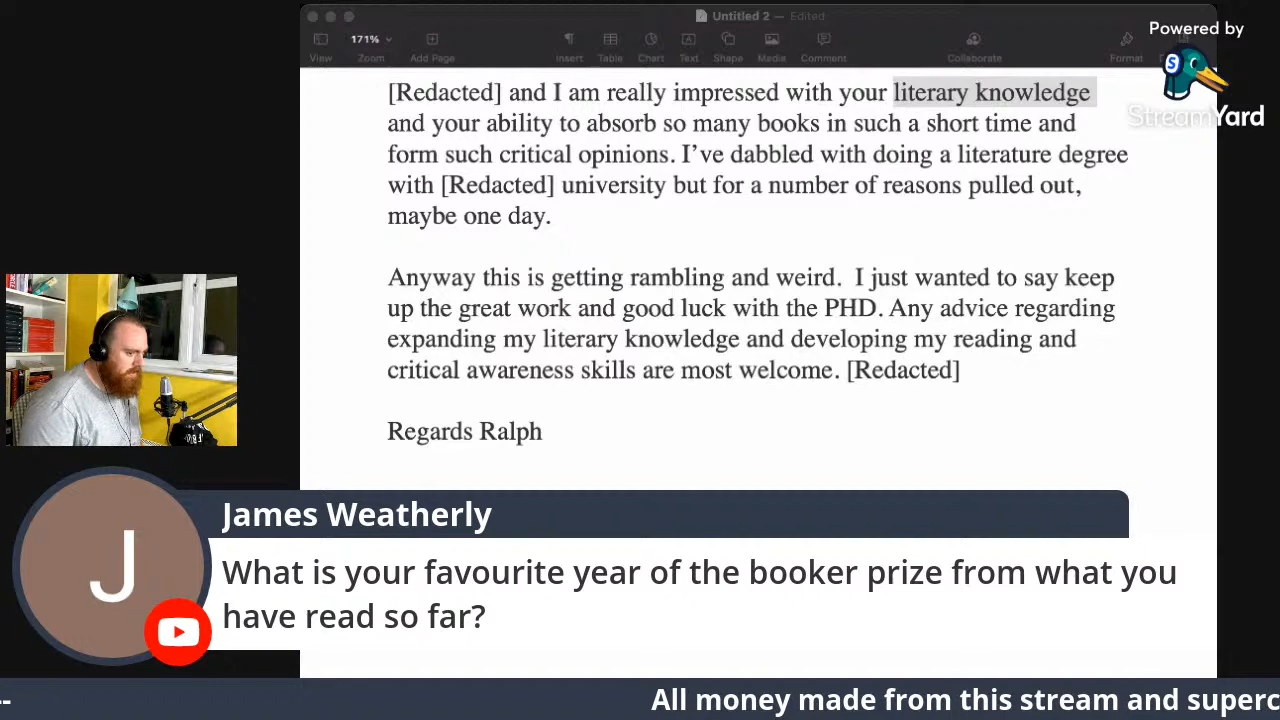 Untitled 2 — Edited
171%
View Zoom Add Page Insert Table Chart Text Shape Media Comment Collaborate Format
Powered by
StreamYard
[Redacted] and I am really impressed with your literary knowledge
and your ability to absorb so many books in such a short time and
form such critical opinions. I’ve dabbled with doing a literature degree
with [Redacted] university but for a number of reasons pulled out,
maybe one day.
Anyway this is getting rambling and weird.  I just wanted to say keep
up the great work and good luck with the PHD. Any advice regarding
expanding my literary knowledge and developing my reading and
critical awareness skills are most welcome. [Redacted]
Regards Ralph
J
James Weatherly
What is your favourite year of the booker prize from what you
have read so far?
-- All money made from this stream and superc